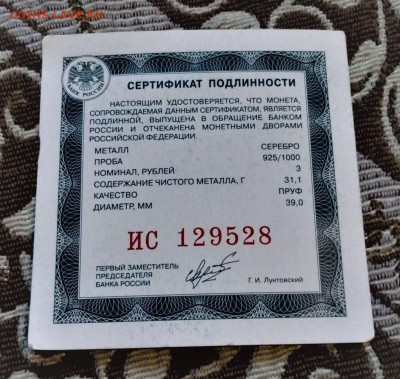 БАНК РОССИИ
СЕРТИФИКАТ ПОДЛИННОСТИ
НАСТОЯЩИМ УДОСТОВЕРЯЕТСЯ, ЧТО МОНЕТА,
СОПРОВОЖДАЕМАЯ ДАННЫМ СЕРТИФИКАТОМ, ЯВЛЯЕТСЯ
ПОДЛИННОЙ, ВЫПУЩЕНА В ОБРАЩЕНИЕ БАНКОМ
РОССИИ И ОТЧЕКАНЕНА МОНЕТНЫМИ ДВОРАМИ
РОССИЙСКОЙ ФЕДЕРАЦИИ.
МЕТАЛЛ СЕРЕБРО
ПРОБА 925/1000
НОМИНАЛ, РУБЛЕЙ 3
СОДЕРЖАНИЕ ЧИСТОГО МЕТАЛЛА, Г 31,1
КАЧЕСТВО ПРУФ
ДИАМЕТР, ММ 39,0
ИС 129528
ПЕРВЫЙ ЗАМЕСТИТЕЛЬ
ПРЕДСЕДАТЕЛЯ
БАНКА РОССИИ Г. И. Лунтовский